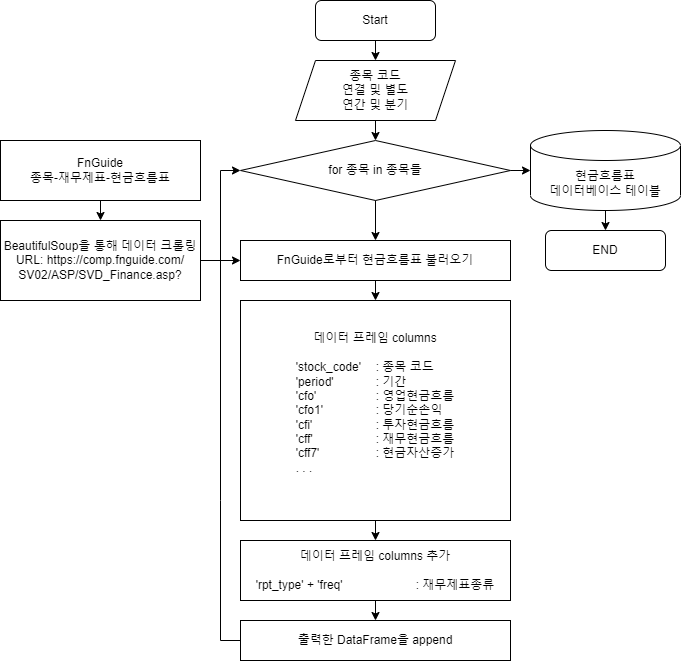 Start
종목 코드
연결 및 별도
연간 및 분기
for 종목 in 종목들
현금흐름표
데이터베이스 테이블
END
FnGuide
종목-재무제표-현금흐름표
BeautifulSoup을 통해 데이터 크롤링
URL: https://comp.fnguide.com/
SV02/ASP/SVD_Finance.asp?
FnGuide로부터 현금흐름표 불러오기
데이터 프레임 columns
'stock_code' : 종목 코드
'period' : 기간
'cfo' : 영업현금흐름
'cfo1' : 당기순손익
'cfi' : 투자현금흐름
'cff' : 재무현금흐름
'cff7' : 현금자산증가
. . .
데이터 프레임 columns 추가
'rpt_type' + 'freq' : 재무제표종류
출력한 DataFrame을 append